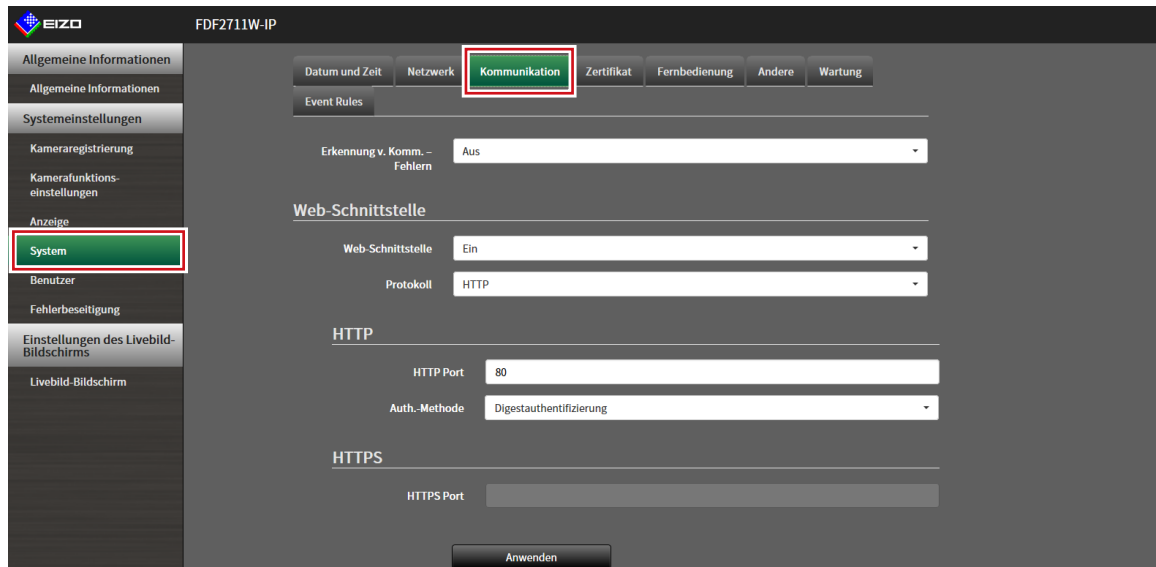 EIZO
FDF2711W-IP
Allgemeine Informationen
Allgemeine Informationen
Systemeinstellungen
Kameraregistrierung
Kamerafunktions-
einstellungen
Anzeige
System
Benutzer
Fehlerbeseitigung
Einstellungen des Livebild-
Bildschirms
Livebild-Bildschirm
Datum und Zeit Netzwerk Kommunikation Zertifikat Fernbedienung Andere Wartung
Event Rules
Erkennung v. Komm. – Aus
Fehlern
Web-Schnittstelle
Web-Schnittstelle Ein
Protokoll HTTP
HTTP
HTTP Port 80
Auth.-Methode Digestauthentifizierung
HTTPS
HTTPS Port
Anwenden